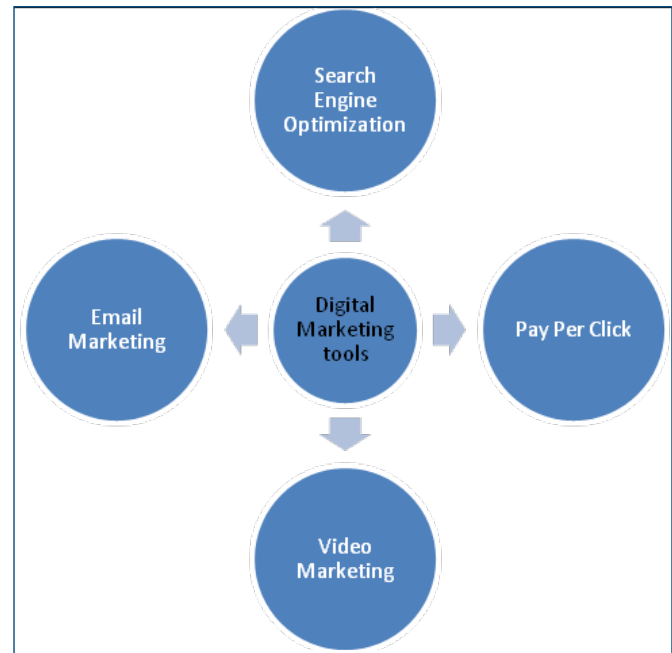 Search
Engine
Optimization
Email
Marketing
Digital
Marketing
tools
Pay Per Click
Video
Marketing